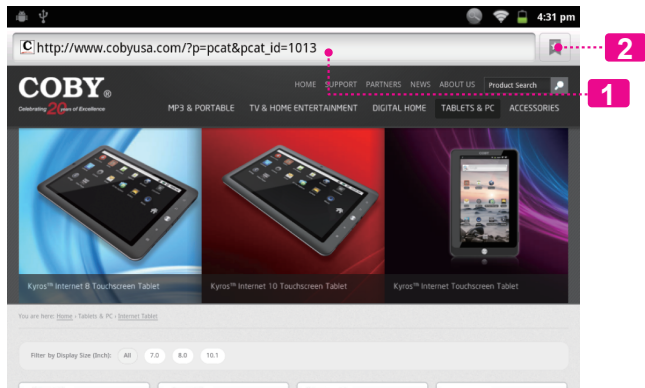 4:31 pm
C http://www.cobyusa.com/?p=pcat&pcat_id=1013
2
1
COBY®
Celebrating 20 years of Excellence
HOME SUPPORT PARTNERS NEWS ABOUT US Product Search
MP3 & PORTABLE TV & HOME ENTERTAINMENT DIGITAL HOME TABLETS & PC ACCESSORIES
Kyros™ Internet 8 Touchscreen Tablet
Kyros™ Internet 10 Touchscreen Tablet
Kyros™ Internet Touchscreen Tablet
You are here: Home › Tablets & PC › Internet Tablet
Filter by Display Size (Inch): All 7.0 8.0 10.1